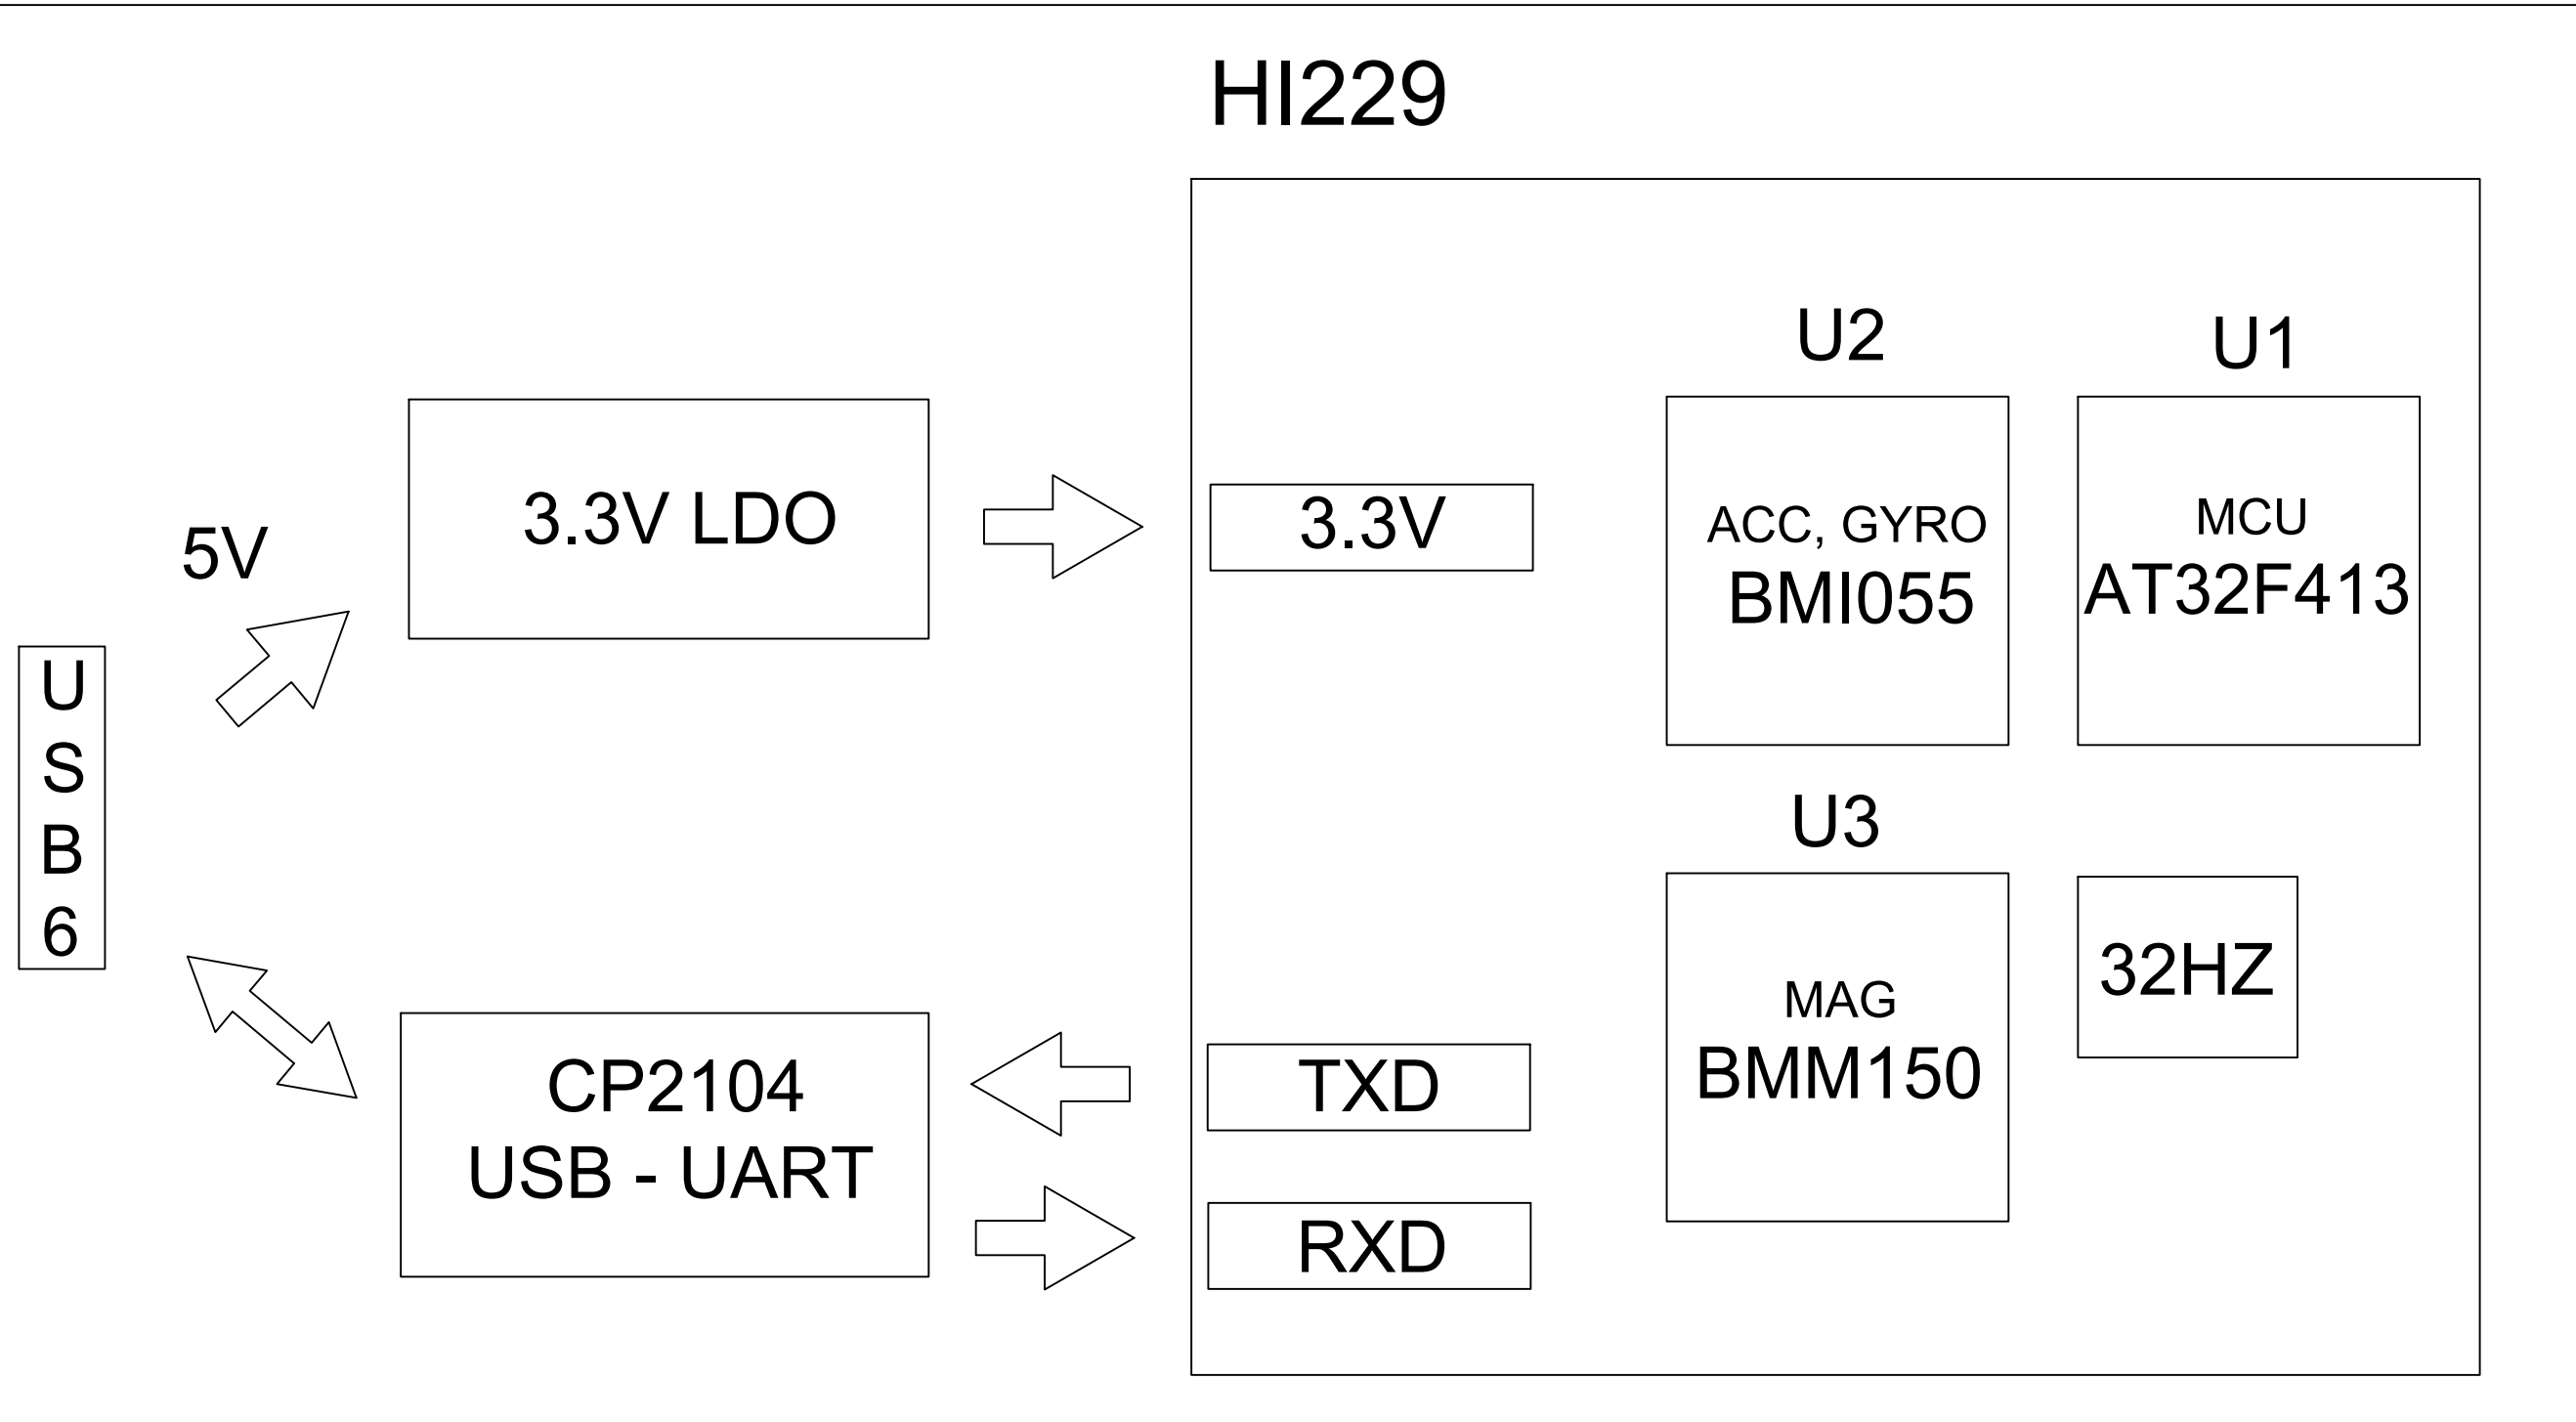 HI229
U2
U1
3.3V LDO
3.3V
ACC, GYRO
BMI055
MCU
AT32F413
5V
U
S
B
6
U3
MAG
BMM150
32HZ
CP2104
USB - UART
TXD
RXD